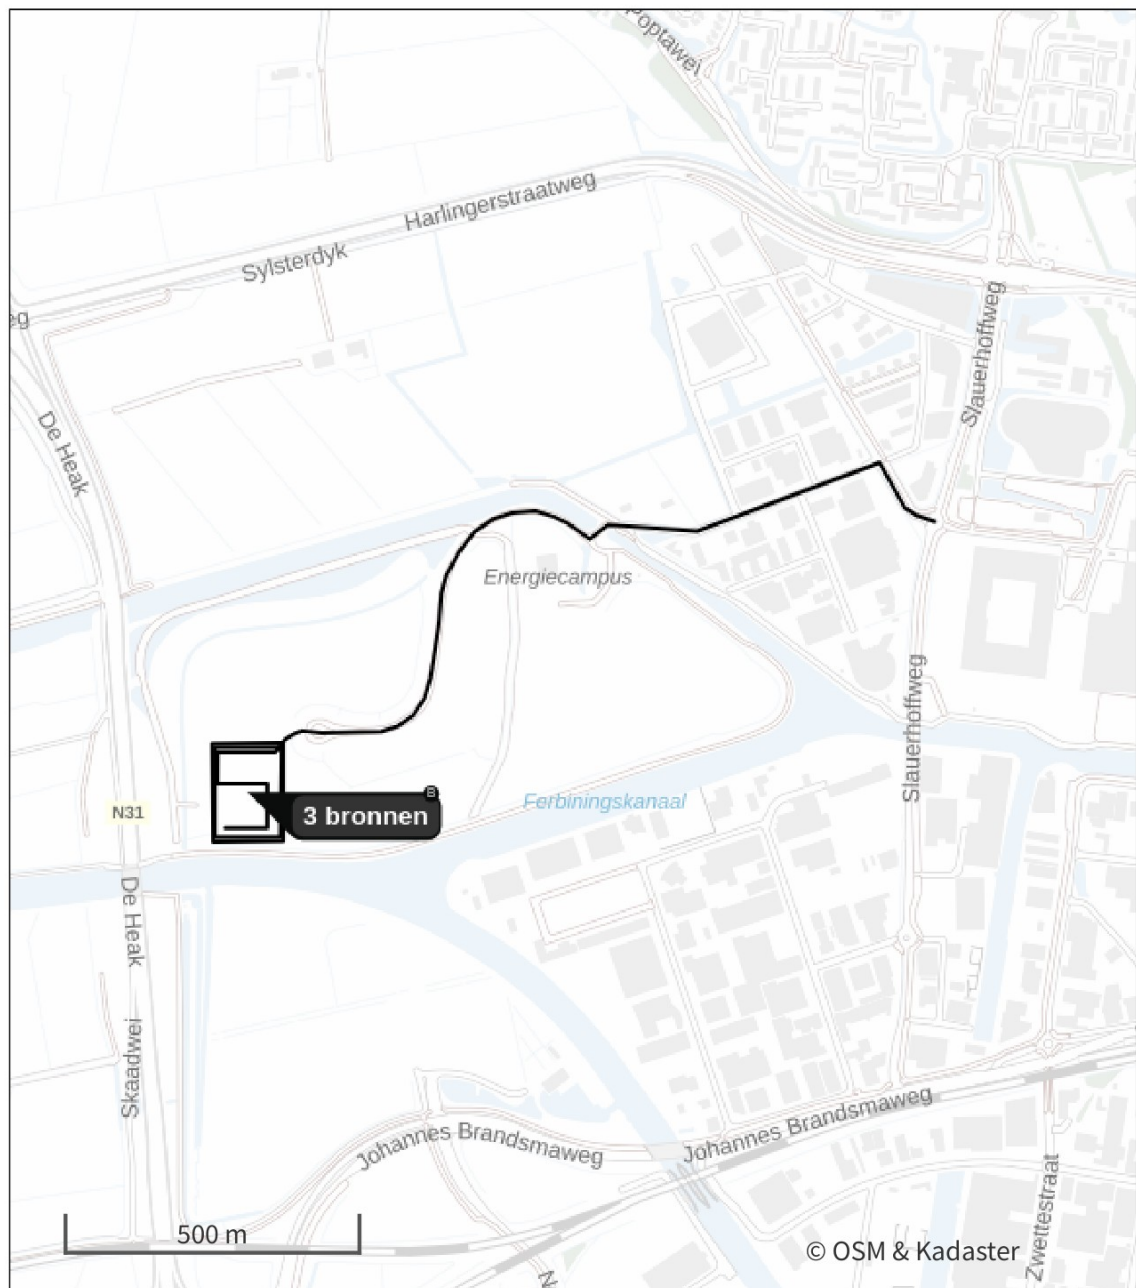 Poptawei
Harlingerstraatweg
Sylsterdyk
eg
Slauerhoffweg
De Heak
Energiecampus
Slauerhoffweg
Ferbiningskanaal
B
3 bronnen
N31
De Heak
Skeadwei
Johannes Brandsmaweg
Johannes Brandsmaweg
Zwettestraat
500 m
© OSM & Kadaster
N